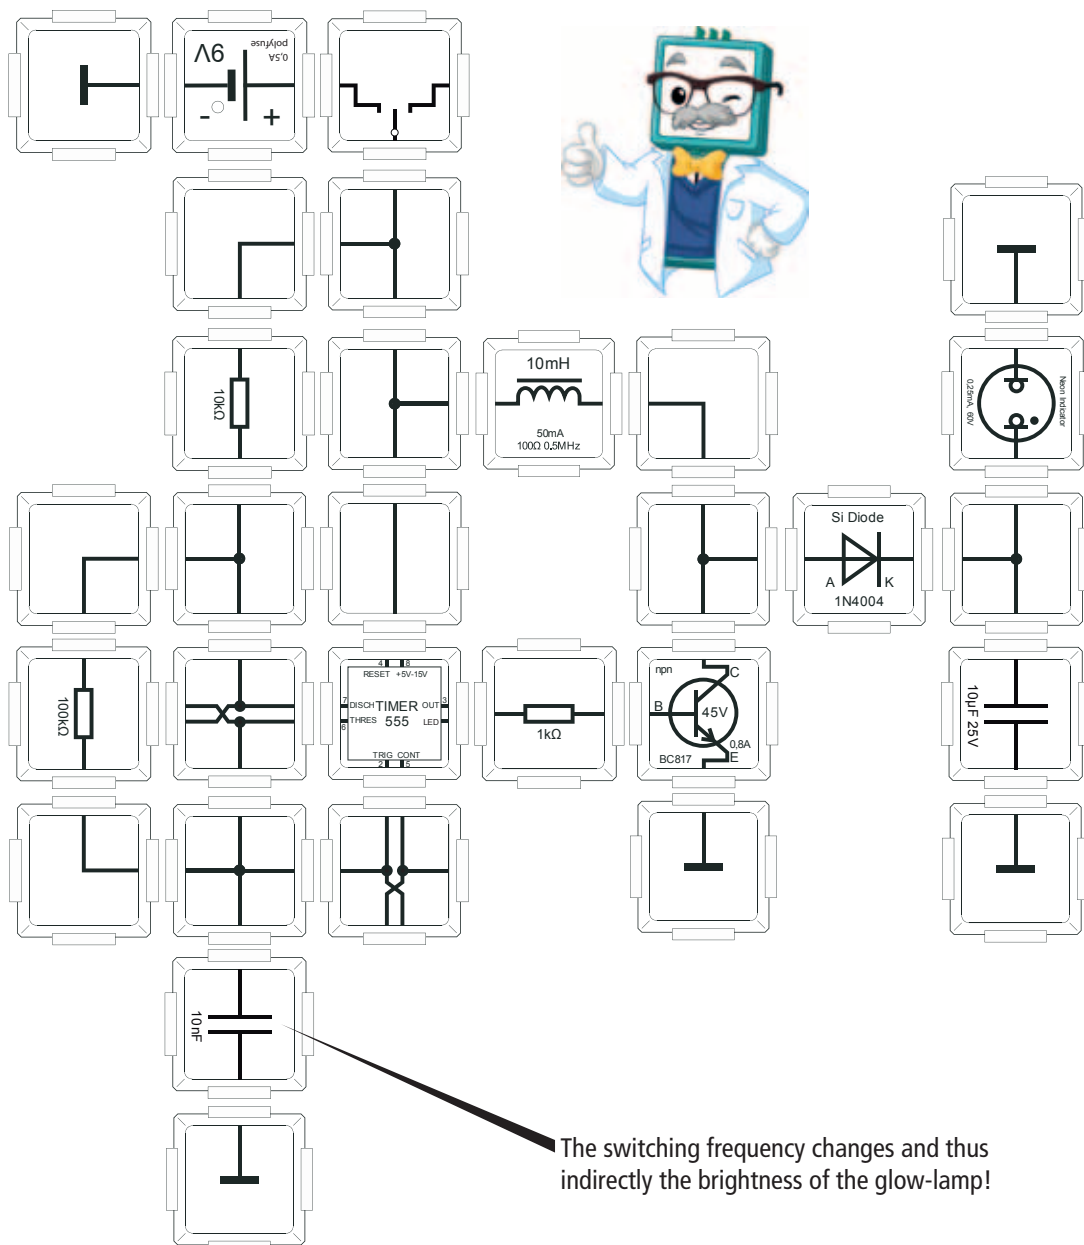 9V
0,5A
polyfuse
-
+
10kΩ
10mH
50mA
100Ω 0.5MHz
Neon Indicator
0.25mA, 60V
Si Diode
A
K
1N4004
100kΩ
4
8
RESET +5V-15V
7
DISCH
TIMER
OUT
3
6
THRES
555
LED
TRIG CONT
2
5
1kΩ
npn
C
B
45V
0,8A
BC817
E
10µF 25V
10nF
The switching frequency changes and thus
indirectly the brightness of the glow-lamp!